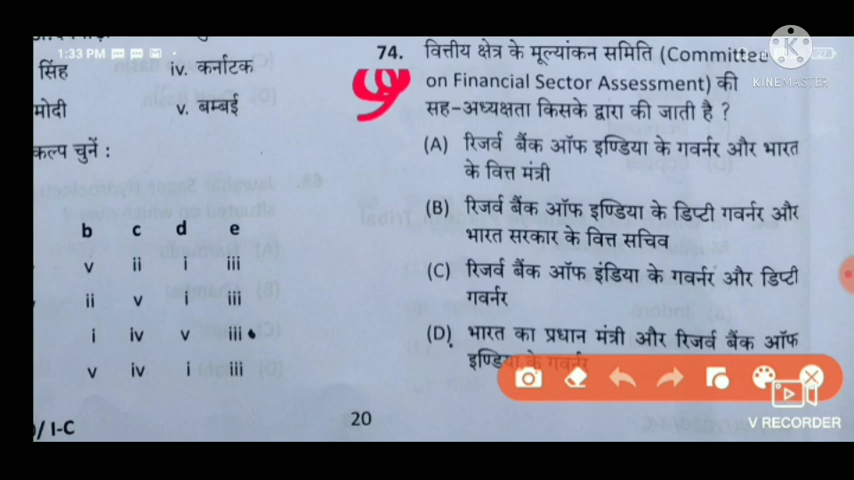 1:33 PM
KINEMASTER
सिंह iv. कर्नाटक
मोदी v. बम्बई
कल्प चुनें :
b c d e
v ii i iii
ii v i iii
i iv v iii
v iv i iii
/ I-C
20
74. वित्तीय क्षेत्र के मूल्यांकन समिति (Committee
on Financial Sector Assessment) की
सह-अध्यक्षता किसके द्वारा की जाती है ?
(A) रिजर्व बैंक ऑफ इण्डिया के गवर्नर और भारत
के वित्त मंत्री
(B) रिजर्व बैंक ऑफ इण्डिया के डिप्टी गवर्नर और
भारत सरकार के वित्त सचिव
(C) रिजर्व बैंक ऑफ इंडिया के गवर्नर और डिप्टी
गवर्नर
(D) भारत का प्रधान मंत्री और रिजर्व बैंक ऑफ
इण्डिया के गवर्नर
V RECORDER